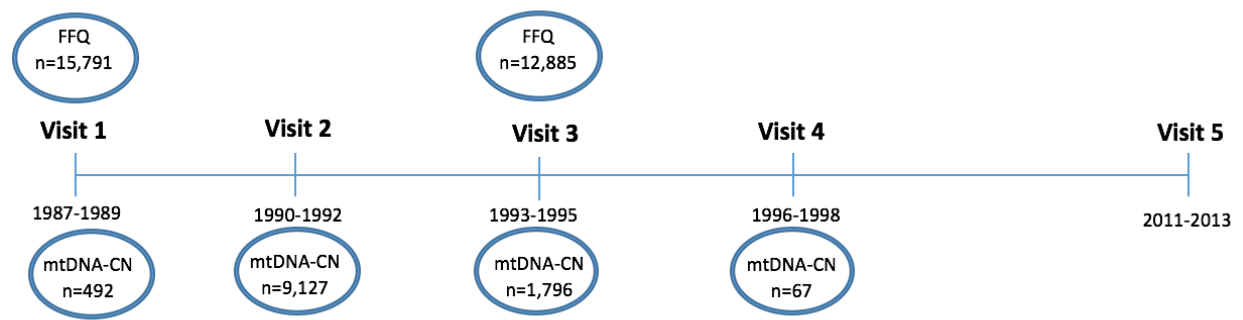 FFQ
n=15,791
FFQ
n=12,885
Visit 1
Visit 2
Visit 3
Visit 4
Visit 5
1987-1989
1990-1992
1993-1995
1996-1998
2011-2013
mtDNA-CN
n=492
mtDNA-CN
n=9,127
mtDNA-CN
n=1,796
mtDNA-CN
n=67